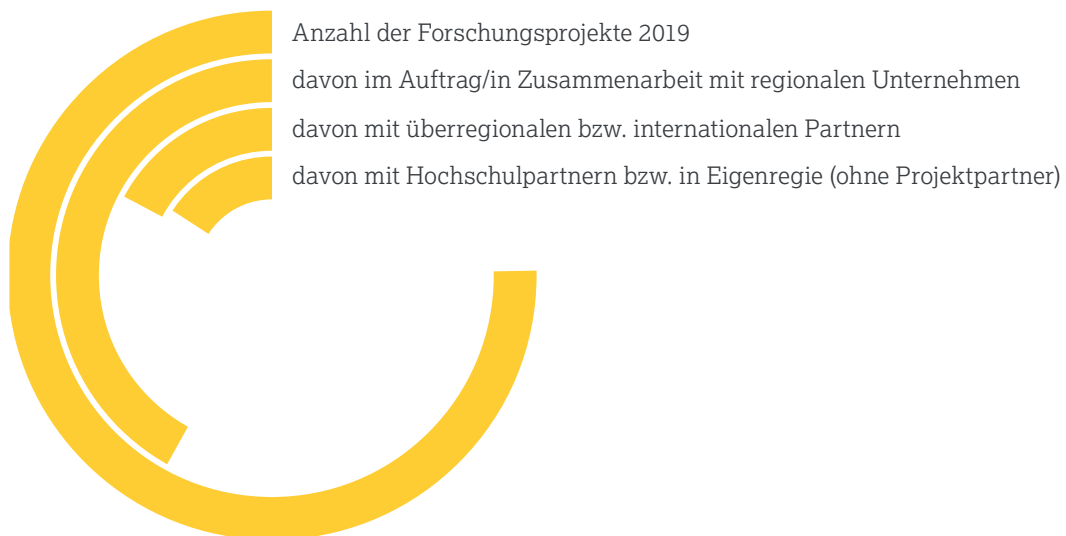 Anzahl der Forschungsprojekte 2019
davon im Auftrag/in Zusammenarbeit mit regionalen Unternehmen
davon mit überregionalen bzw. internationalen Partnern
davon mit Hochschulpartnern bzw. in Eigenregie (ohne Projektpartner)